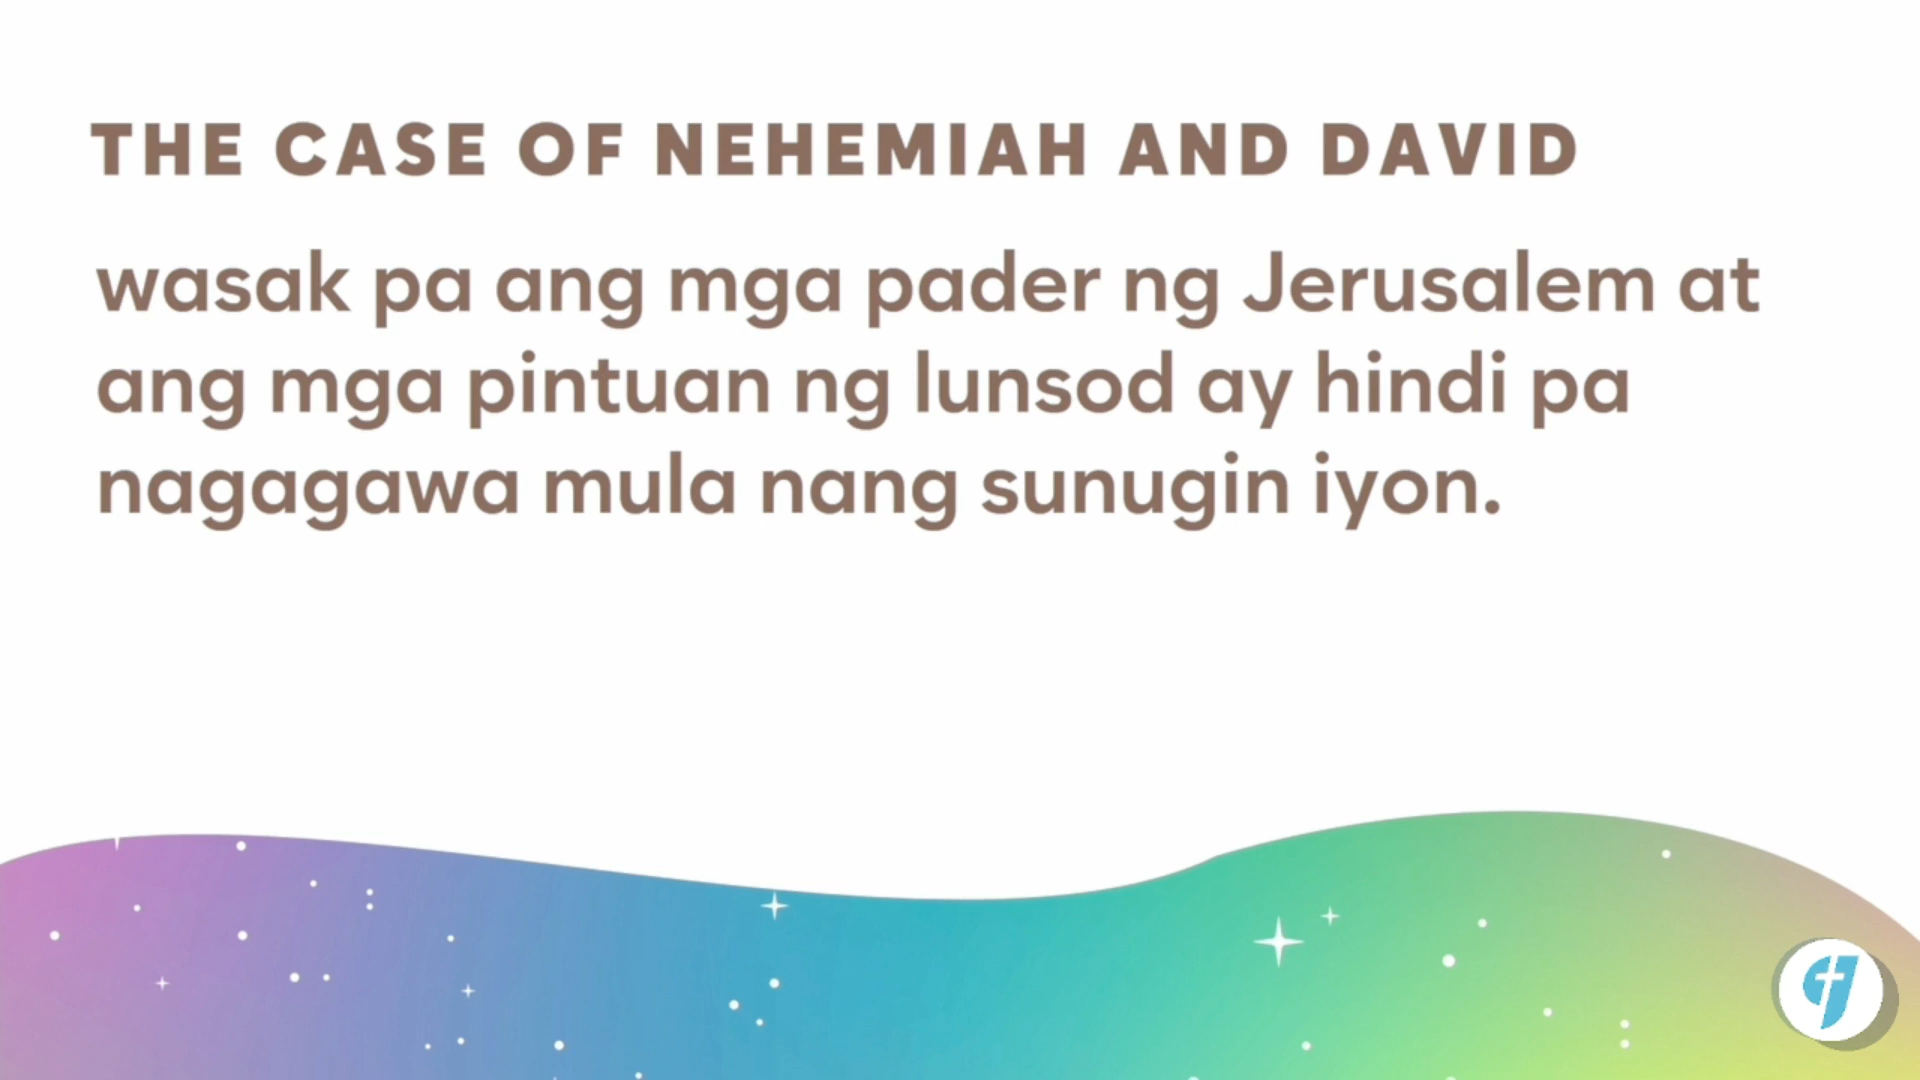 THE CASE OF NEHEMIAH AND DAVID
wasak pa ang mga pader ng Jerusalem at
ang mga pintuan ng lunsod ay hindi pa
nagagawa mula nang sunugin iyon.